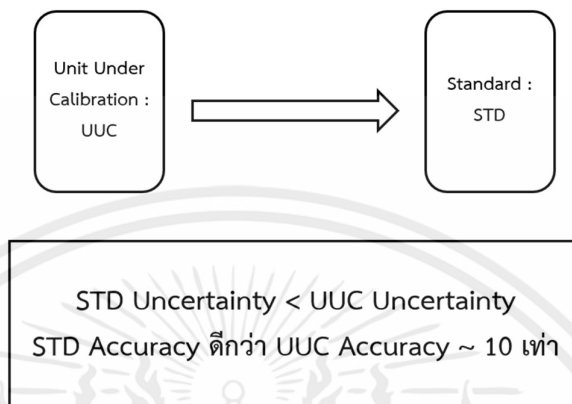 Unit Under
Calibration :
UUC
Standard :
STD
STD Uncertainty < UUC Uncertainty
STD Accuracy ดีกว่า UUC Accuracy ~ 10 เท่า